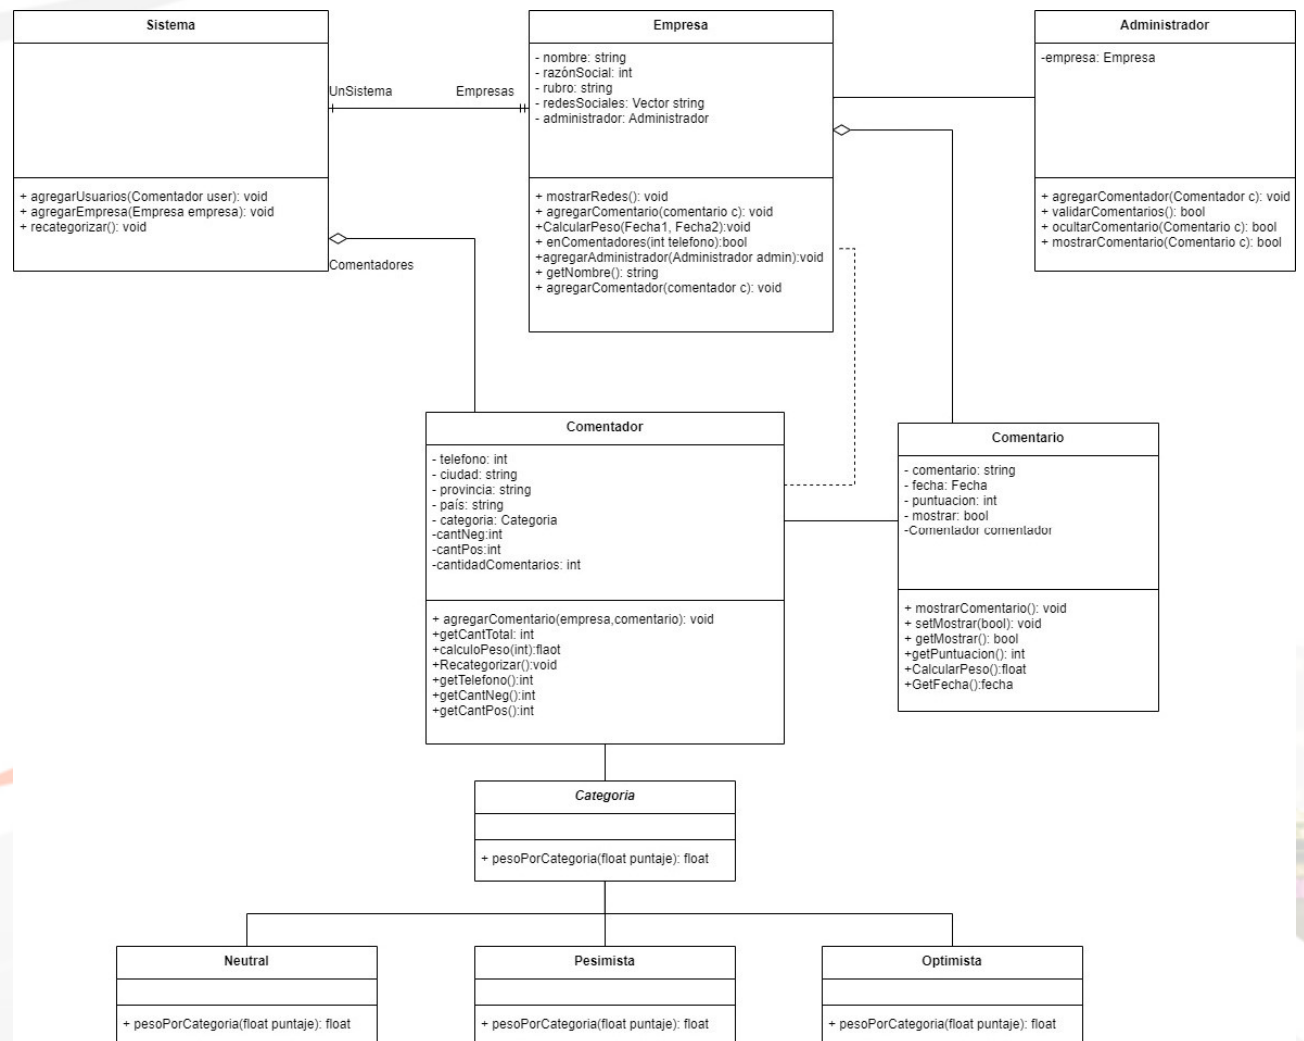 Sistema
UnSistema
+ agregarUsuarios(Comentador user): void
+ agregarEmpresa(Empresa empresa): void
+ recategorizar(): void
Comentadores
Empresas
Empresa
- nombre: string
- razónSocial: int
- rubro: string
- redesSociales: Vector string
- administrador: Administrador
+ mostrarRedes(): void
+ agregarComentario(comentario c): void
+CalcularPeso(Fecha1, Fecha2):void
+ enComentadores(int telefono):bool
+agregarAdministrador(Administrador admin):void
+ getNombre(): string
+ agregarComentador(comentador c): void
Administrador
-empresa: Empresa
+ agregarComentador(Comentador c): void
+ validarComentarios(): bool
+ ocultarComentario(Comentario c): bool
+ mostrarComentario(Comentario c): bool
Comentador
- telefono: int
- ciudad: string
- provincia: string
- país: string
- categoria: Categoria
-cantNeg:int
-cantPos:int
-cantidadComentarios: int
+ agregarComentario(empresa,comentario): void
+getCantTotal: int
+calculoPeso(int):flaot
+Recategorizar():void
+getTelefono():int
+getCantNeg():int
+getCantPos():int
Comentario
- comentario: string
- fecha: Fecha
- puntuacion: int
- mostrar: bool
-Comentador comentador
+ mostrarComentario(): void
+ setMostrar(bool): void
+ getMostrar(): bool
+getPuntuacion(): int
+CalcularPeso():float
+GetFecha():fecha
Categoria
+ pesoPorCategoria(float puntaje): float
Neutral
+ pesoPorCategoria(float puntaje): float
Pesimista
+ pesoPorCategoria(float puntaje): float
Optimista
+ pesoPorCategoria(float puntaje): float